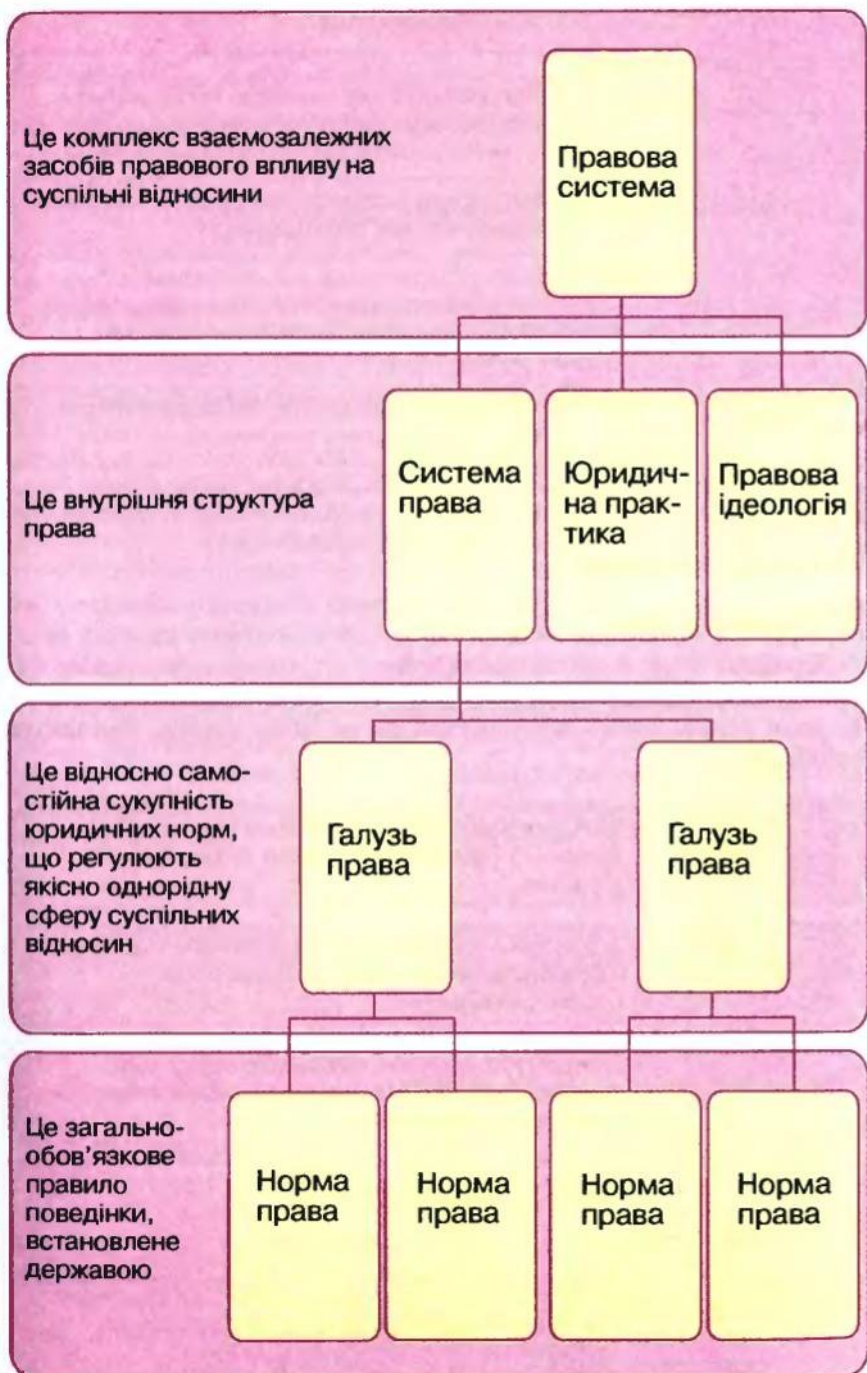 Це комплекс взаємозалежних
засобів правового впливу на
суспільні відносини
Правова
система
Це внутрішня структура
права
Система
права
Юридич-
на прак-
тика
Правова
ідеологія
Це відносно само-
стійна сукупність
юридичних норм,
що регулюють
якісно однорідну
сферу суспільних
відносин
Галузь
права
Галузь
права
Це загально-
обов’язкове
правило
поведінки,
встановлене
державою
Норма
права
Норма
права
Норма
права
Норма
права